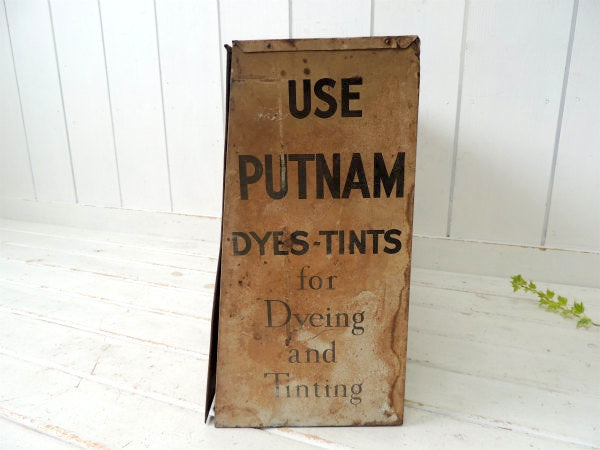 USE
PUTNAM
DYES-TINTS
for
Dyeing
and
Tinting